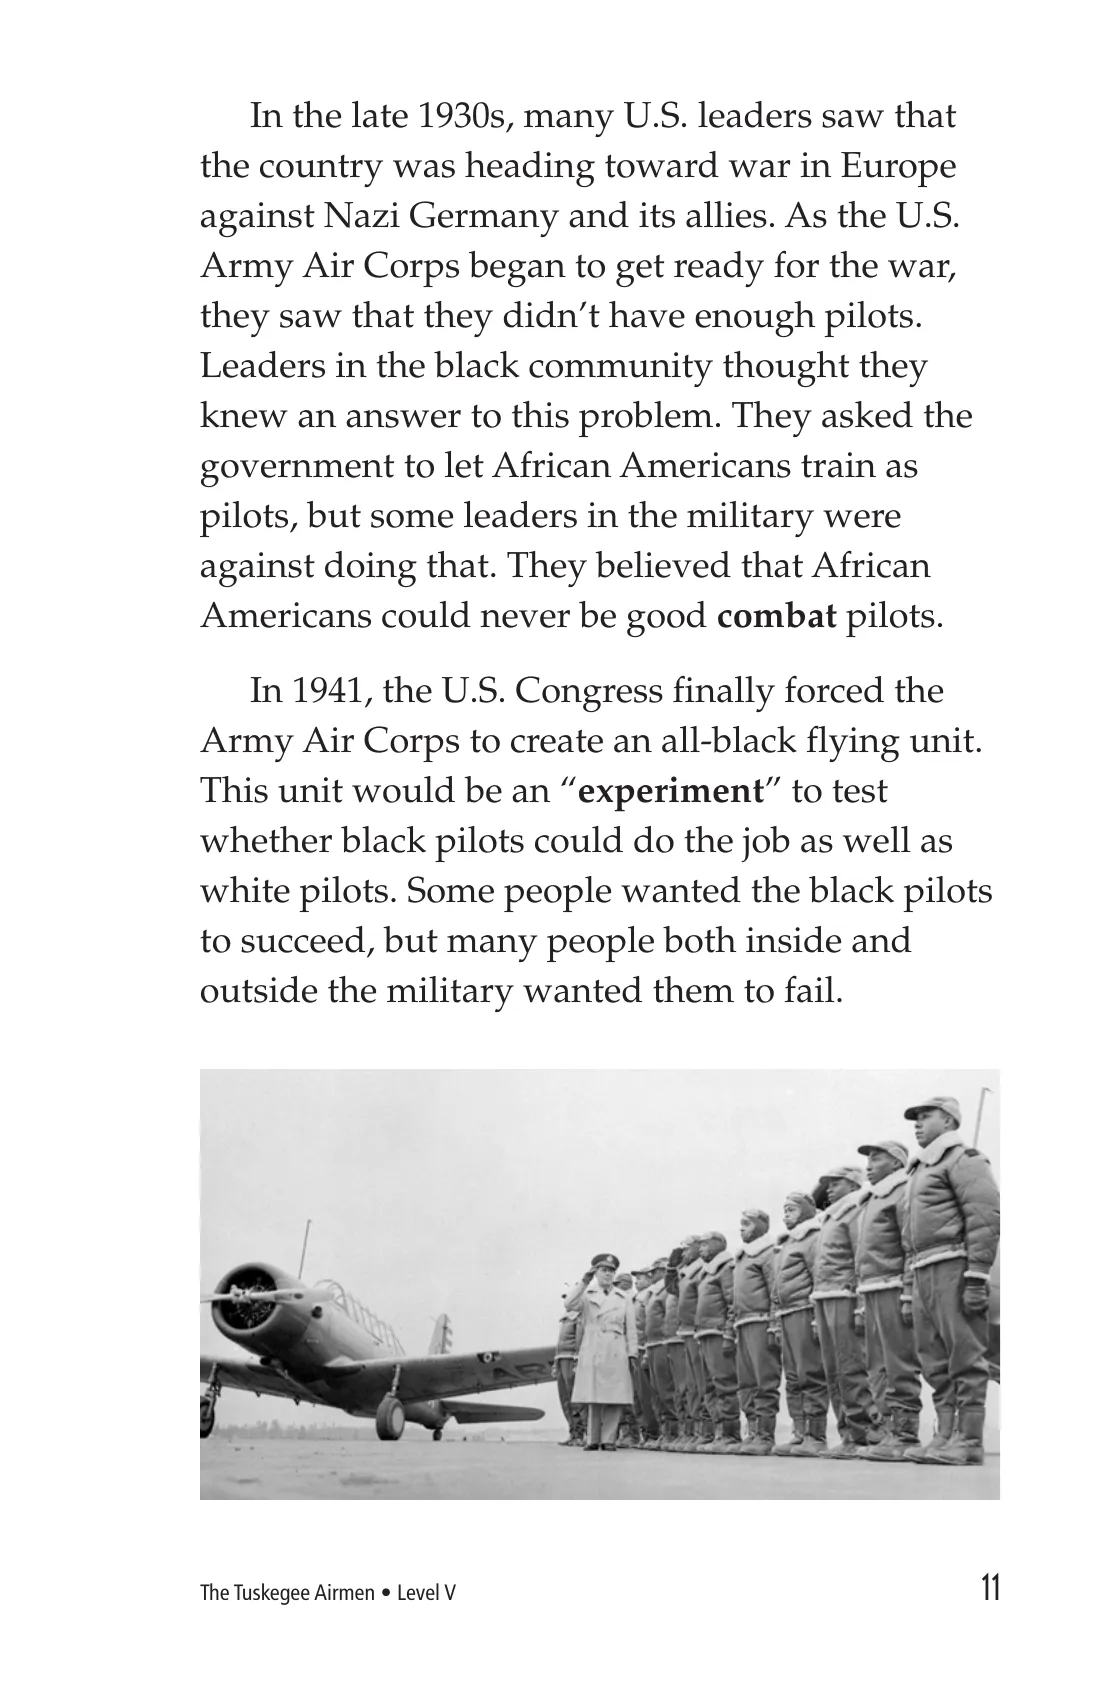 In the late 1930s, many U.S. leaders saw that
the country was heading toward war in Europe
against Nazi Germany and its allies. As the U.S.
Army Air Corps began to get ready for the war,
they saw that they didn’t have enough pilots.
Leaders in the black community thought they
knew an answer to this problem. They asked the
government to let African Americans train as
pilots, but some leaders in the military were
against doing that. They believed that African
Americans could never be good combat pilots.
In 1941, the U.S. Congress finally forced the
Army Air Corps to create an all-black flying unit.
This unit would be an “experiment” to test
whether black pilots could do the job as well as
white pilots. Some people wanted the black pilots
to succeed, but many people both inside and
outside the military wanted them to fail.
The Tuskegee Airmen • Level V
11